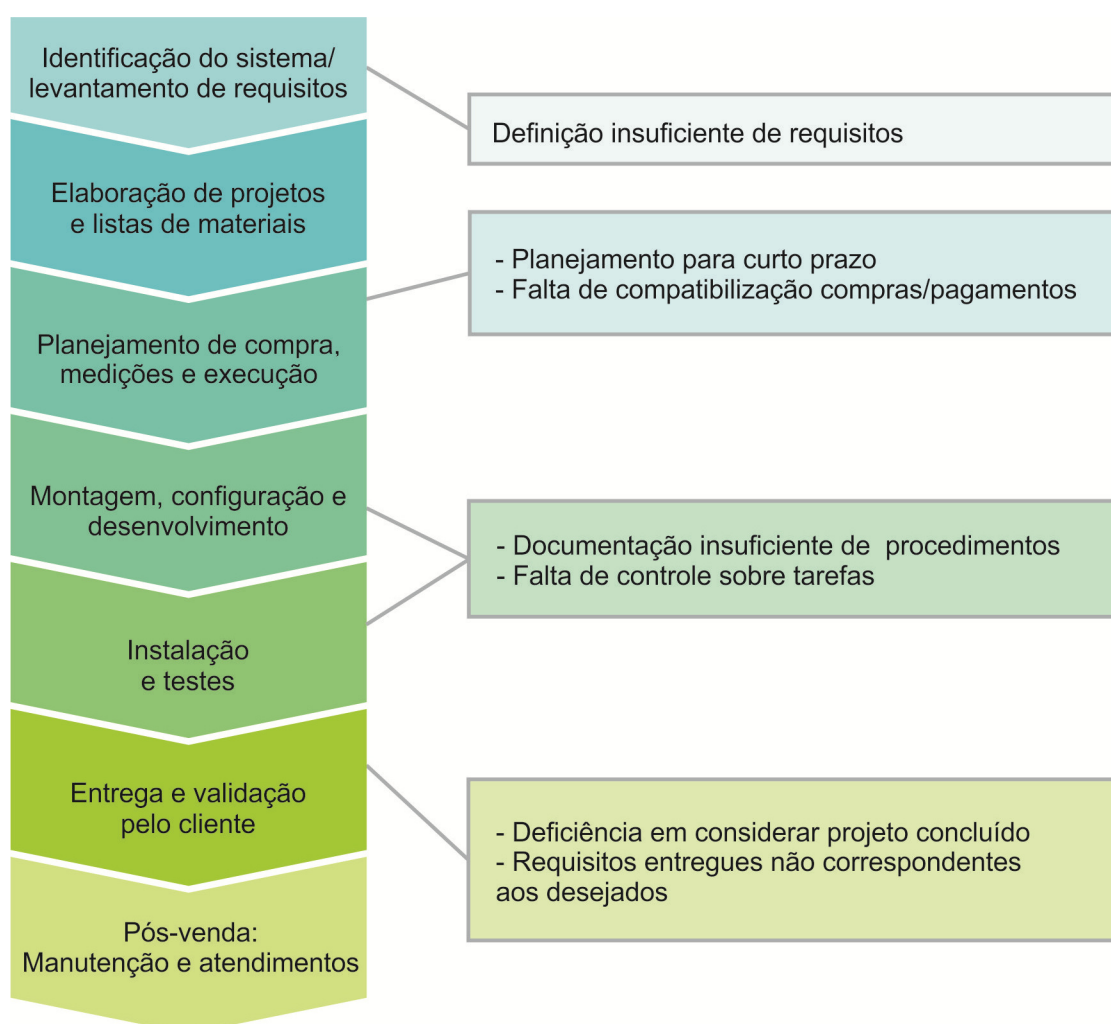 Identificação do sistema/
levantamento de requisitos
Definição insuficiente de requisitos
Elaboração de projetos
e listas de materiais
- Planejamento para curto prazo
- Falta de compatibilização compras/pagamentos
Planejamento de compra,
medições e execução
Montagem, configuração e
desenvolvimento
- Documentação insuficiente de procedimentos
- Falta de controle sobre tarefas
Instalação
e testes
Entrega e validação
pelo cliente
- Deficiência em considerar projeto concluído
- Requisitos entregues não correspondentes
aos desejados
Pós-venda:
Manutenção e atendimentos